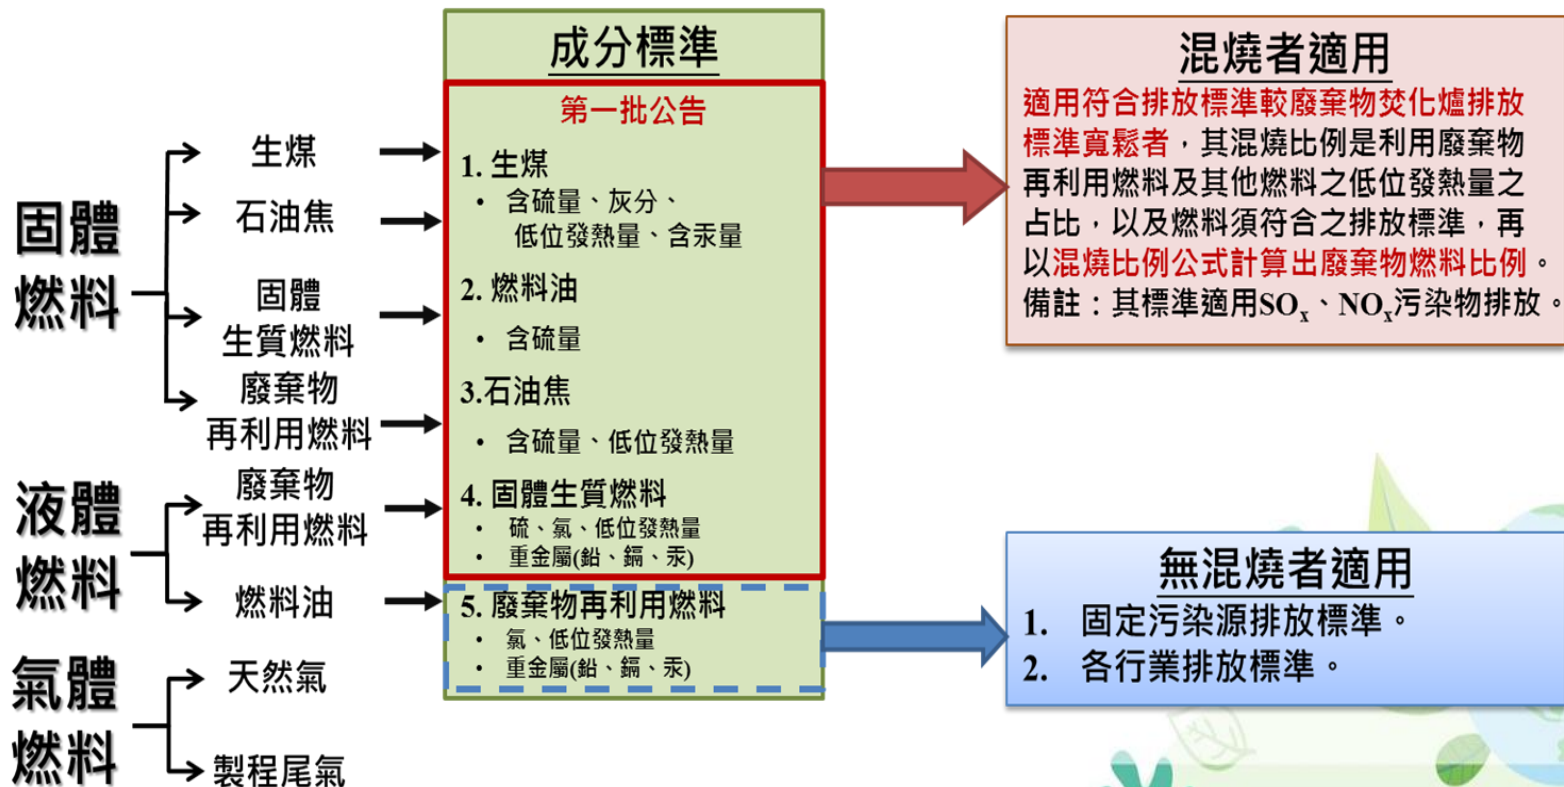 固體
燃料
生煤
石油焦
固體
生質燃料
廢棄物
再利用燃料
液體
燃料
廢棄物
再利用燃料
燃料油
氣體
燃料
天然氣
製程尾氣
成分標準
第一批公告
1. 生煤
• 含硫量、灰分、
低位發熱量、含汞量
2. 燃料油
• 含硫量
3.石油焦
• 含硫量、低位發熱量
4. 固體生質燃料
• 硫、氯、低位發熱量
• 重金屬(鉛、鎘、汞)
5. 廢棄物再利用燃料
• 氯、低位發熱量
• 重金屬(鉛、鎘、汞)
混燒者適用
適用符合排放標準較廢棄物焚化爐排放
標準寬鬆者，其混燒比例是利用廢棄物
再利用燃料及其他燃料之低位發熱量之
占比，以及燃料須符合之排放標準，再
以混燒比例公式計算出廢棄物燃料比例。
備註：其標準適用SOx、NOx污染物排放。
無混燒者適用
1. 固定污染源排放標準。
2. 各行業排放標準。